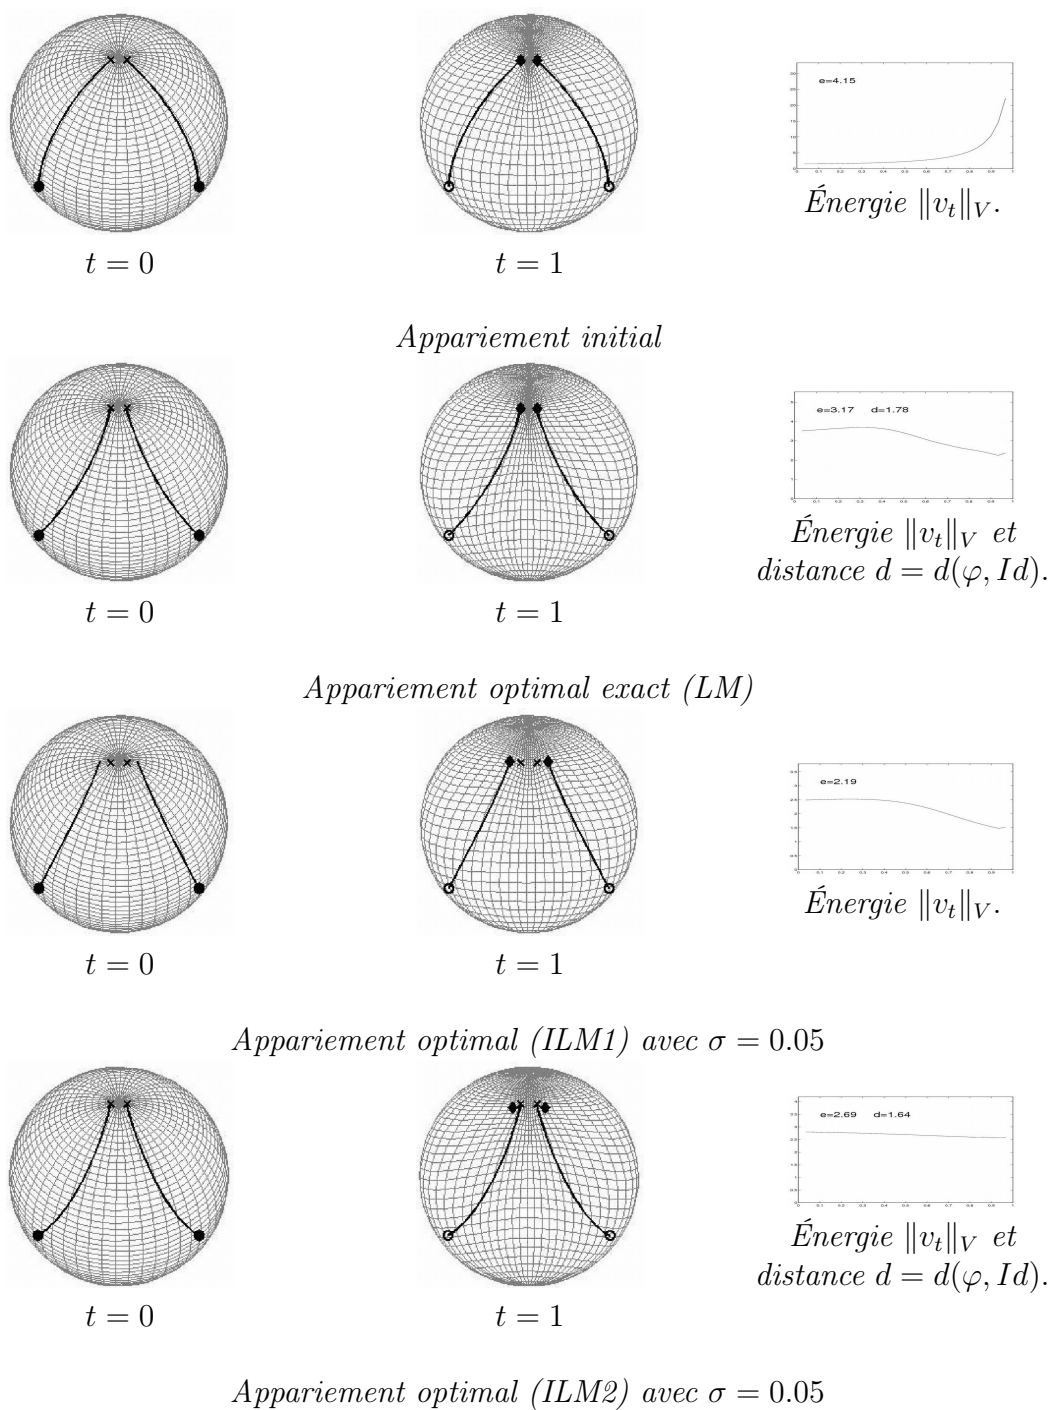 e=4.15
Énergie ‖v_t‖_V.
t = 0
t = 1
Appariement initial
e=3.17 d=1.78
Énergie ‖v_t‖_V et
distance d = d(φ, Id).
t = 0
t = 1
Appariement optimal exact (LM)
e=2.19
Énergie ‖v_t‖_V.
t = 0
t = 1
Appariement optimal (ILM1) avec σ = 0.05
e=2.69 d=1.64
Énergie ‖v_t‖_V et
distance d = d(φ, Id).
t = 0
t = 1
Appariement optimal (ILM2) avec σ = 0.05